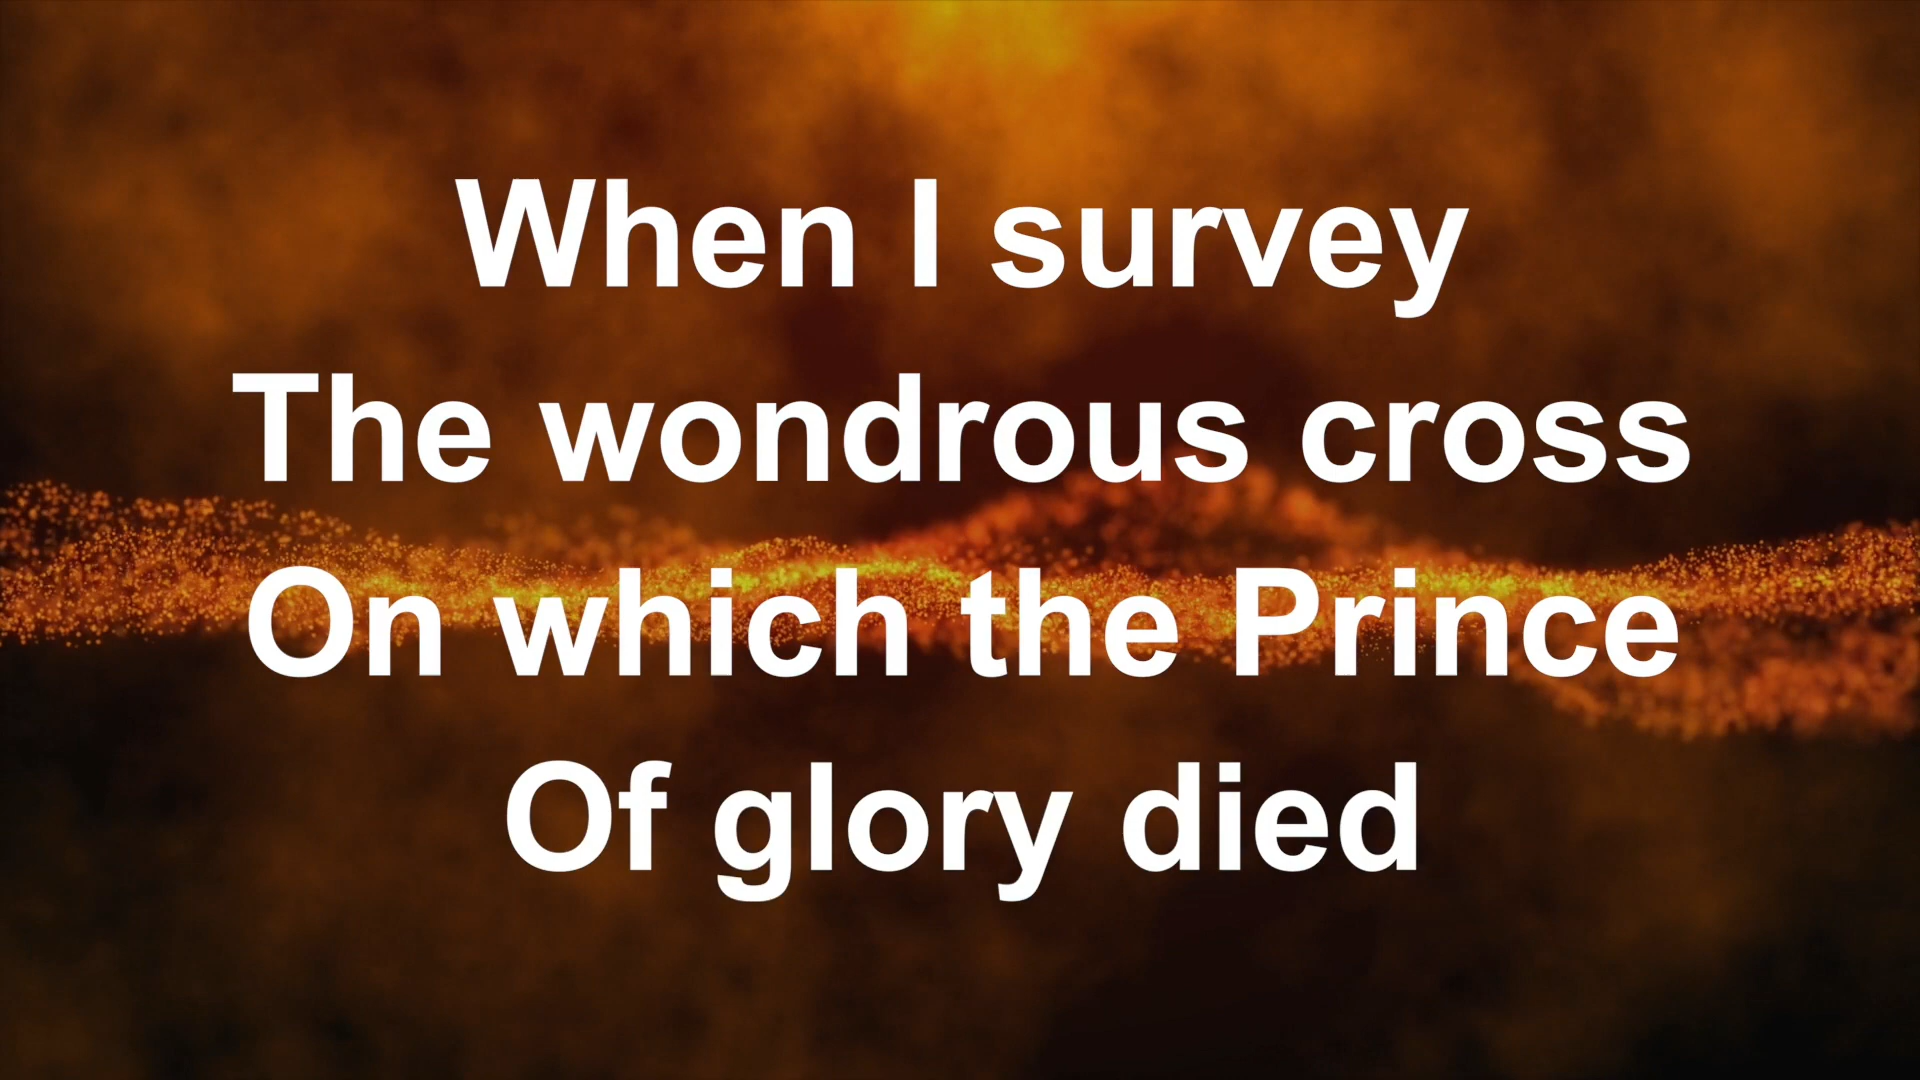 When I survey
The wondrous cross
On which the Prince
Of glory died